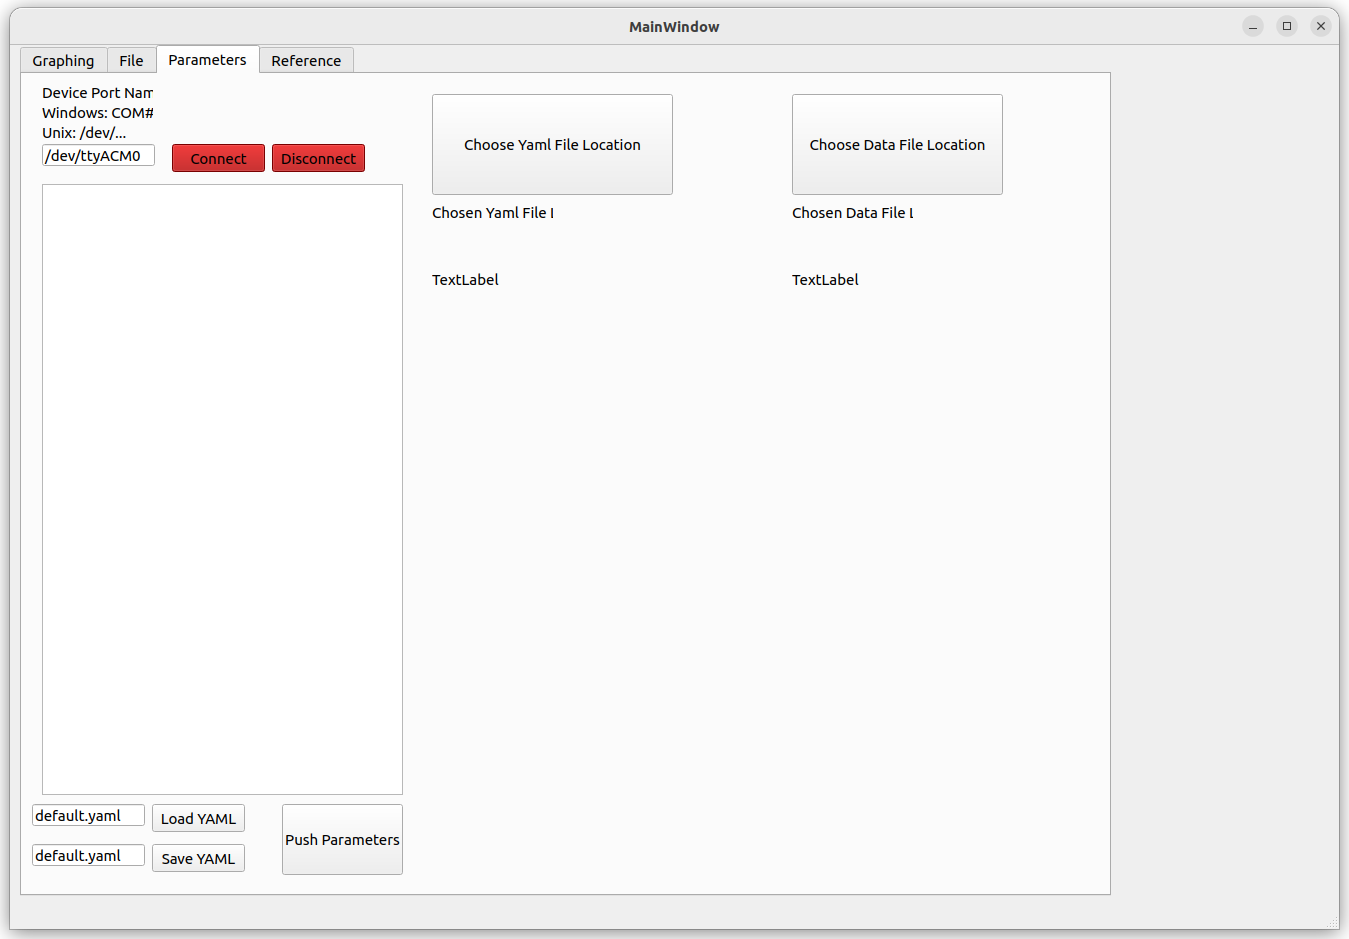 MainWindow
Graphing File Parameters Reference
Device Port Nam
Windows: COM#
Unix: /dev/...
/dev/ttyACM0 Connect Disconnect
Choose Yaml File Location
Choose Data File Location
Chosen Yaml File
Chosen Data File
TextLabel
TextLabel
default.yaml Load YAML
default.yaml Save YAML
Push Parameters